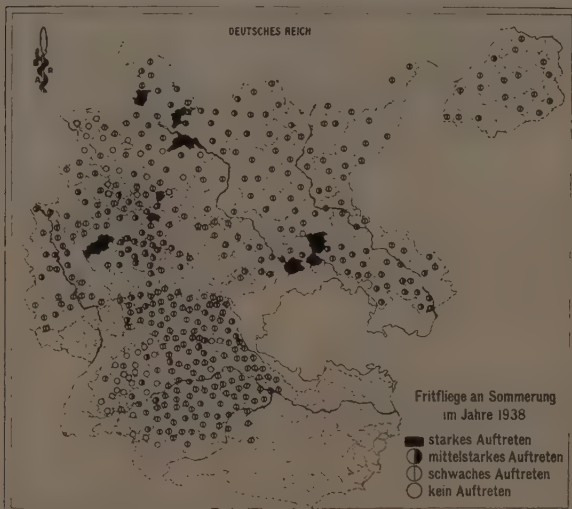 DEUTSCHES REICH
Fritfliege an Sommerung
im Jahre 1938
starkes Auftreten
mittelstarkes Auftreten
schwaches Auftreten
kein Auftreten